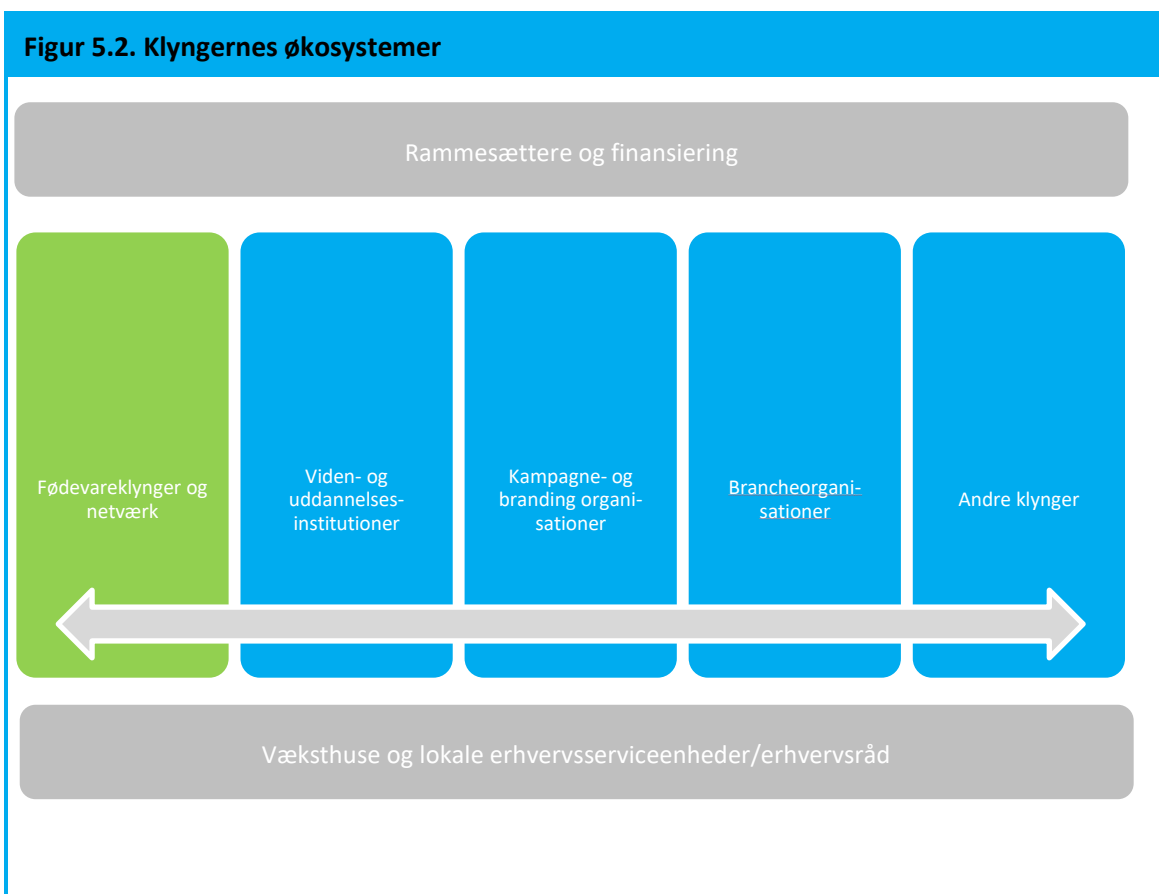 Figur 5.2. Klyngernes økosystemer
Rammesættere og finansiering
Fødevareklynger og
netværk
Viden- og
uddannelses-
institutioner
Kampagne- og
branding organi-
sationer
Brancheorgani-
sationer
Andre klynger
Væksthuse og lokale erhvervsserviceenheder/erhvervsråd